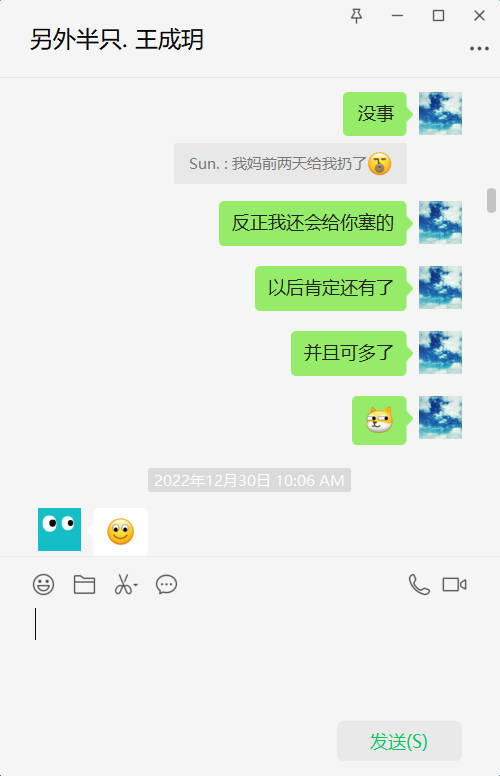 另外半只. 王成玥
没事
Sun. : 我妈前两天给我扔了
反正我还会给你塞的
以后肯定还有了
并且可多了
2022年12月30日 10:06 AM
发送(S)